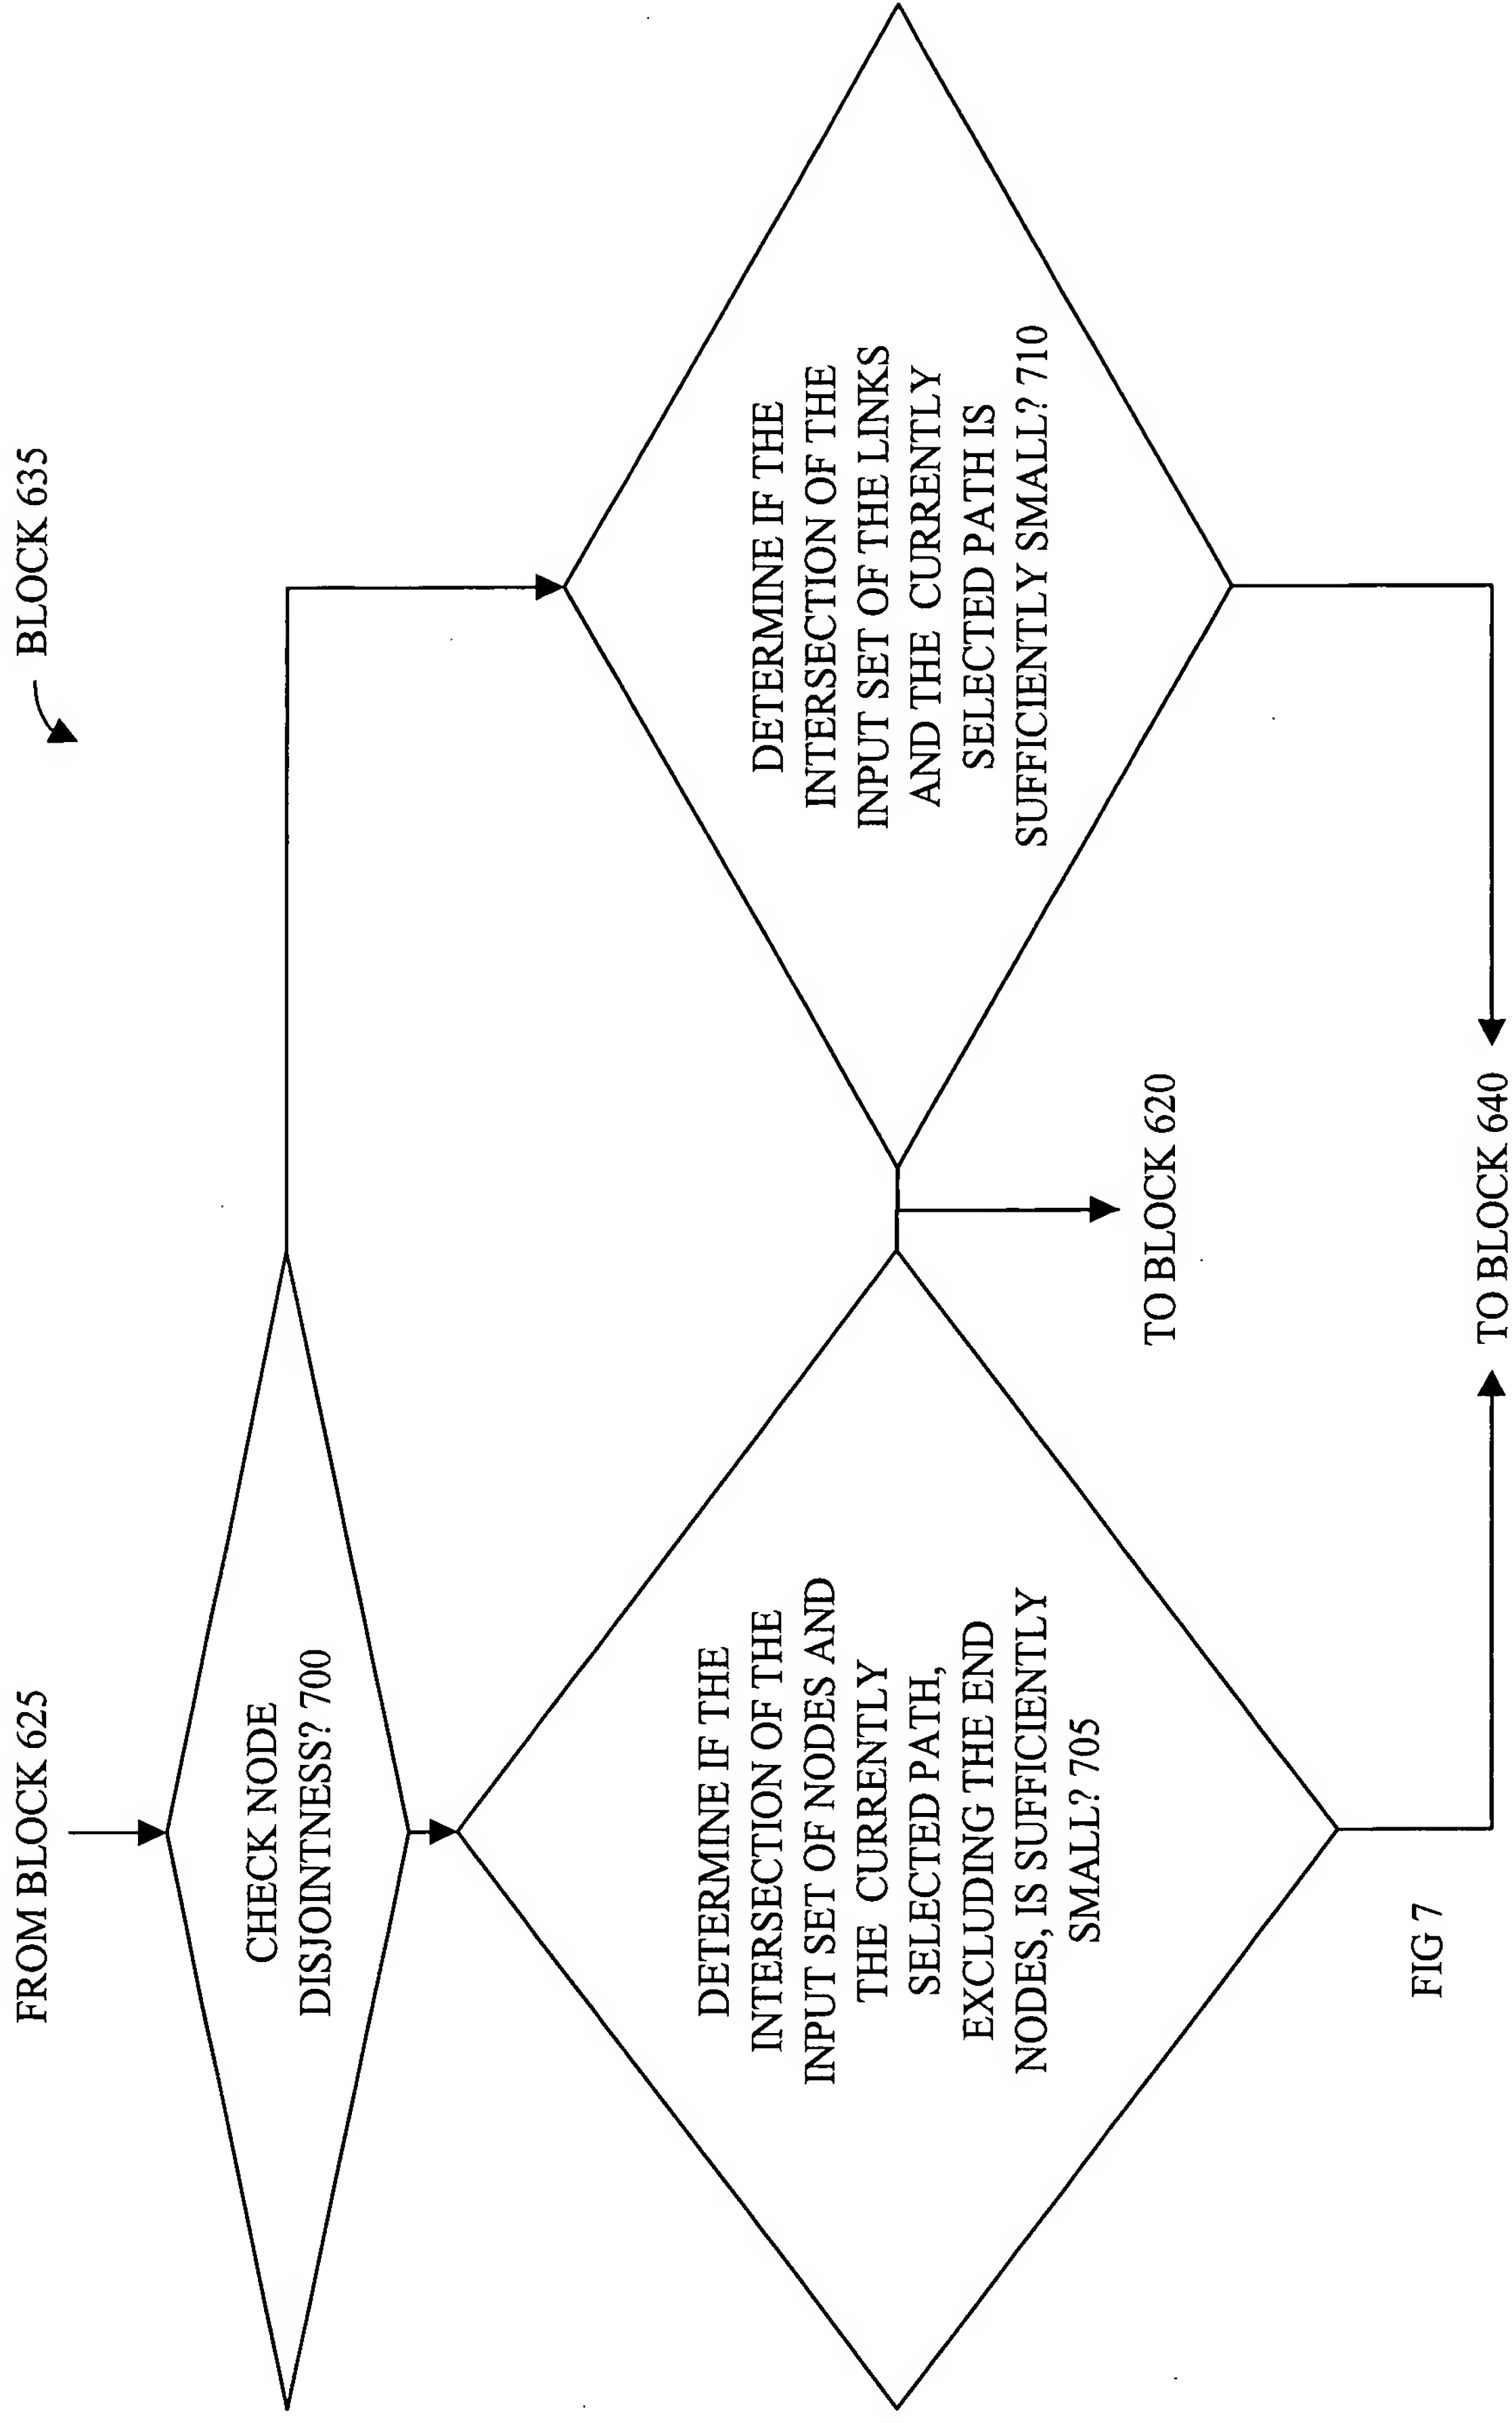 FROM BLOCK 625
BLOCK 635
CHECK NODE
DISJOINTNESS? 700
DETERMINE IF THE
INTERSECTION OF THE
INPUT SET OF NODES AND
THE CURRENTLY
SELECTED PATH,
EXCLUDING THE END
NODES, IS SUFFICIENTLY
SMALL? 705
DETERMINE IF THE
INTERSECTION OF THE
INPUT SET OF THE LINKS
AND THE CURRENTLY
SELECTED PATH IS
SUFFICIENTLY SMALL? 710
TO BLOCK 620
TO BLOCK 640
FIG 7